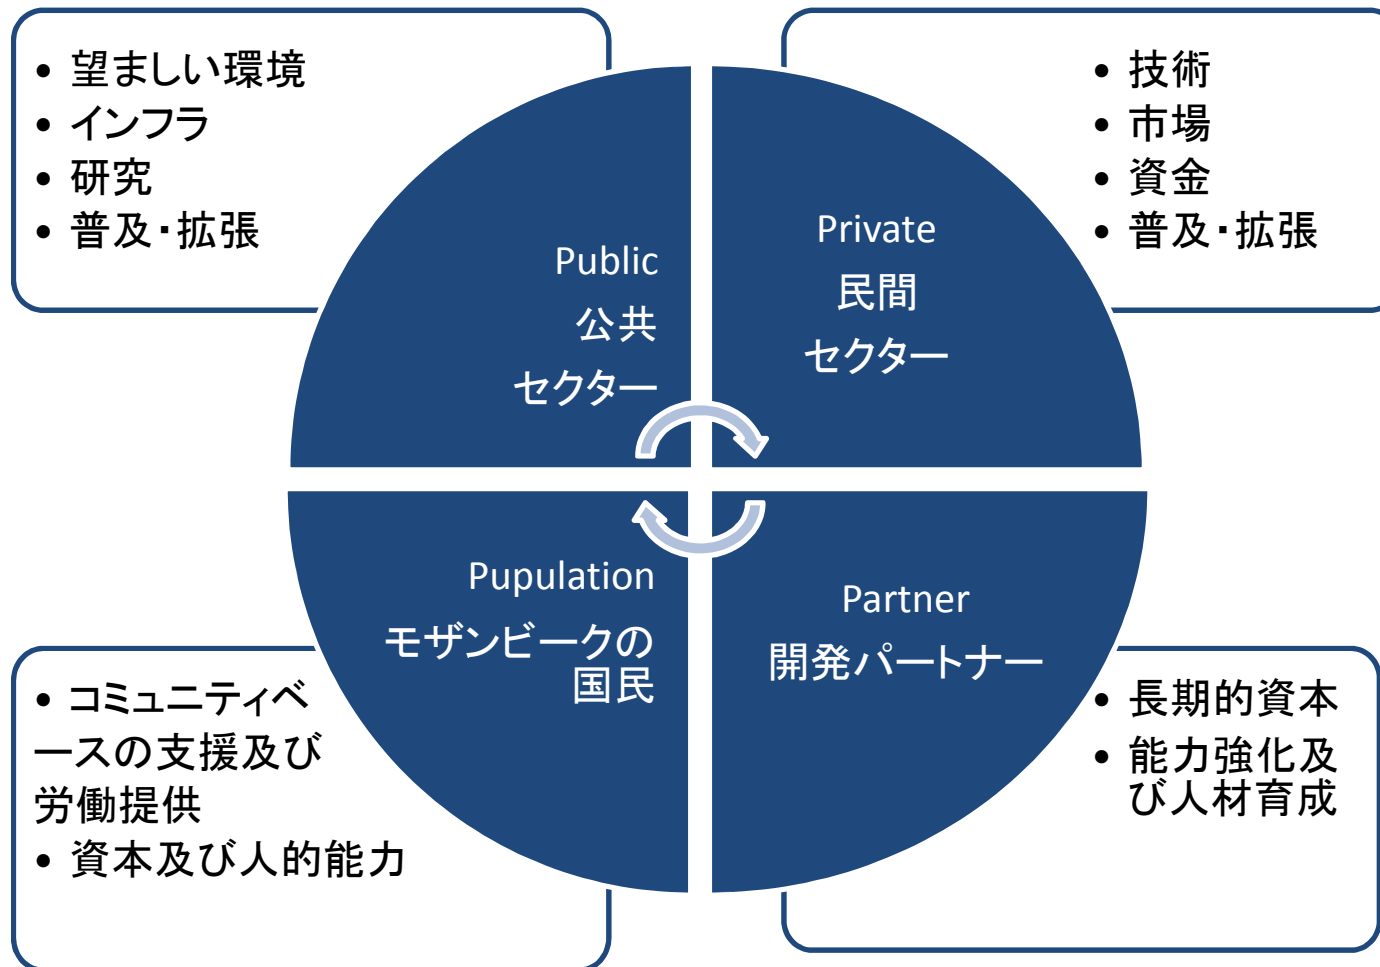 • 望ましい環境
• インフラ
• 研究
• 普及・拡張
• 技術
• 市場
• 資金
• 普及・拡張
Public
公共
セクター
Private
民間
セクター
Pupulation
モザンビークの
国民
Partner
開発パートナー
• コミュニティベ
ースの支援及び
労働提供
• 資本及び人的能力
• 長期的資本
• 能力強化及
び人材育成